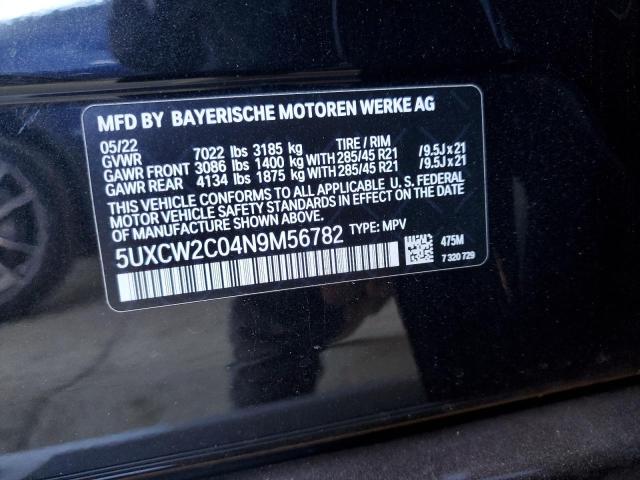 MFD BY BAYERISCHE MOTOREN WERKE AG
05/22 TIRE / RIM
GVWR 7022 lbs 3185 kg
GAWR FRONT 3086 lbs 1400 kg WITH 285/45 R21 /9.5J x 21
GAWR REAR 4134 lbs 1875 kg WITH 285/45 R21 /9.5J x 21
THIS VEHICLE CONFORMS TO ALL APPLICABLE U. S. FEDERAL
MOTOR VEHICLE SAFETY STANDARDS IN EFFECT ON THE DATE
OF MANUFACTURE SHOWN ABOVE.
5UXCW2C04N9M56782 TYPE: MPV
475M
7 320 729